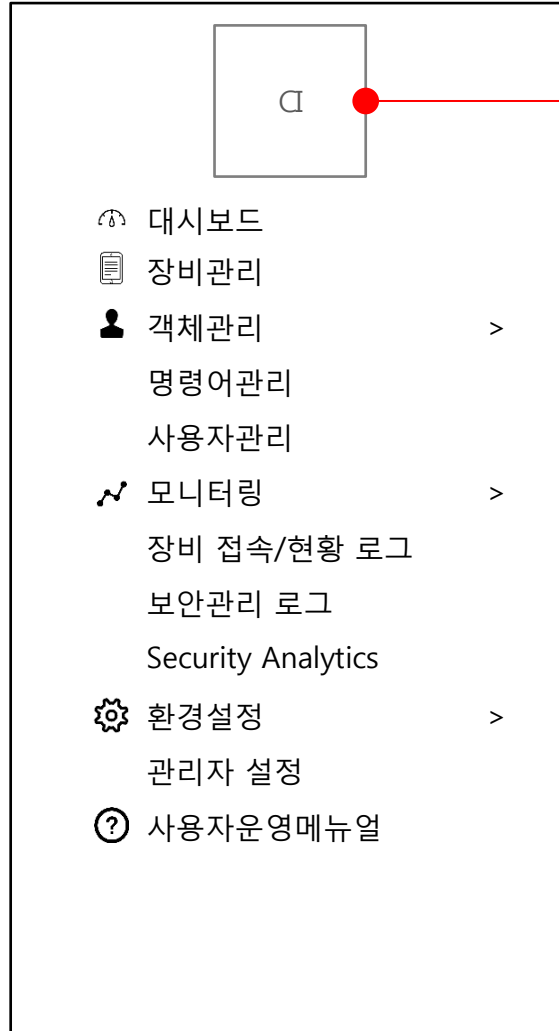 CI
대시보드
장비관리
객체관리 >
명령어관리
사용자관리
모니터링 >
장비 접속/현황 로그
보안관리 로그
Security Analytics
환경설정 >
관리자 설정
사용자운영메뉴얼